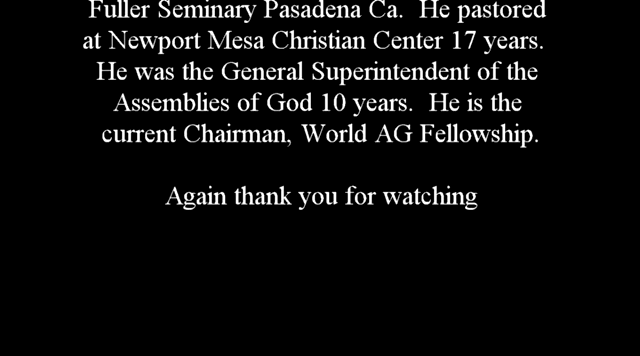 Fuller Seminary Pasadena Ca. He pastored
at Newport Mesa Christian Center 17 years.
He was the General Superintendent of the
Assemblies of God 10 years. He is the
current Chairman, World AG Fellowship.
Again thank you for watching